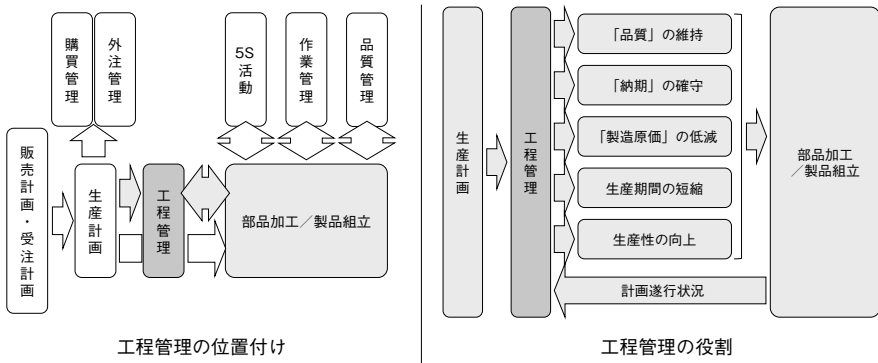 購買管理
外注管理
5S
活動
作業管理
品質管理
販売計画・受注計画
生産計画
工程管理
部品加工／製品組立
工程管理の位置付け
生産計画
工程管理
「品質」の維持
「納期」の確守
「製造原価」の低減
生産期間の短縮
生産性の向上
計画遂行状況
部品加工
／製品組立
工程管理の役割